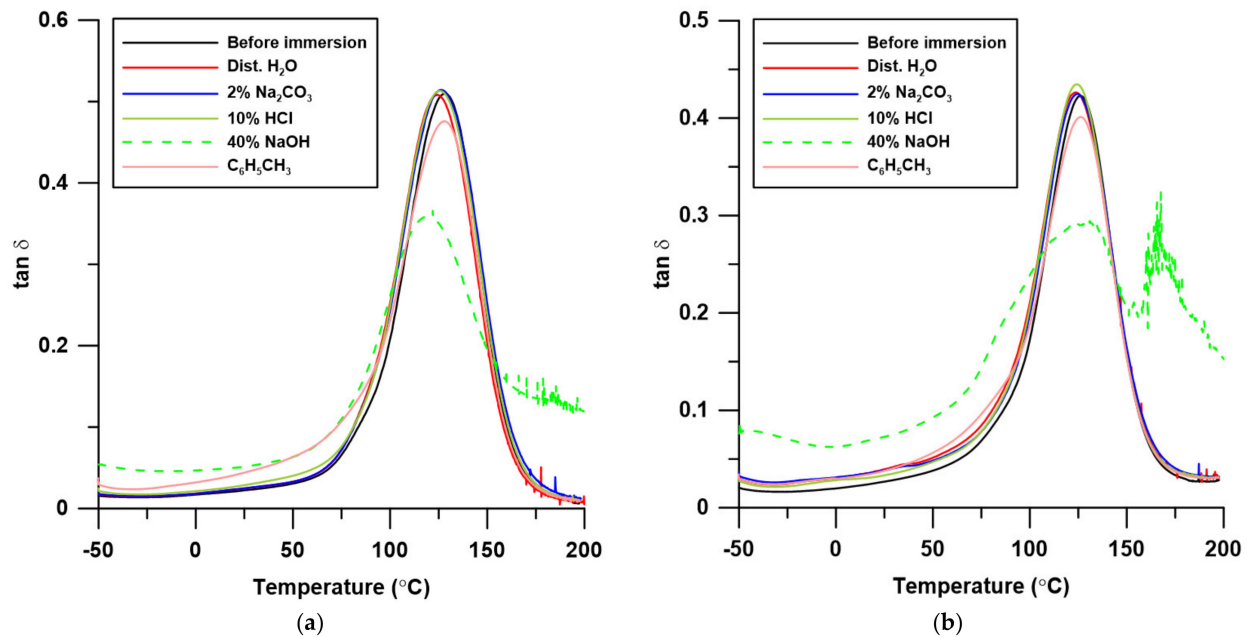 0.6
Before immersion
Dist. H2O
2% Na2CO3
10% HCl
40% NaOH
C6H5CH3
0.4
tan δ
0.2
0
-50 0 50 100 150 200
Temperature (°C)
(a)
0.5
Before immersion
Dist. H2O
2% Na2CO3
10% HCl
40% NaOH
C6H5CH3
0.4
0.3
tan δ
0.2
0.1
0
-50 0 50 100 150 200
Temperature (°C)
(b)